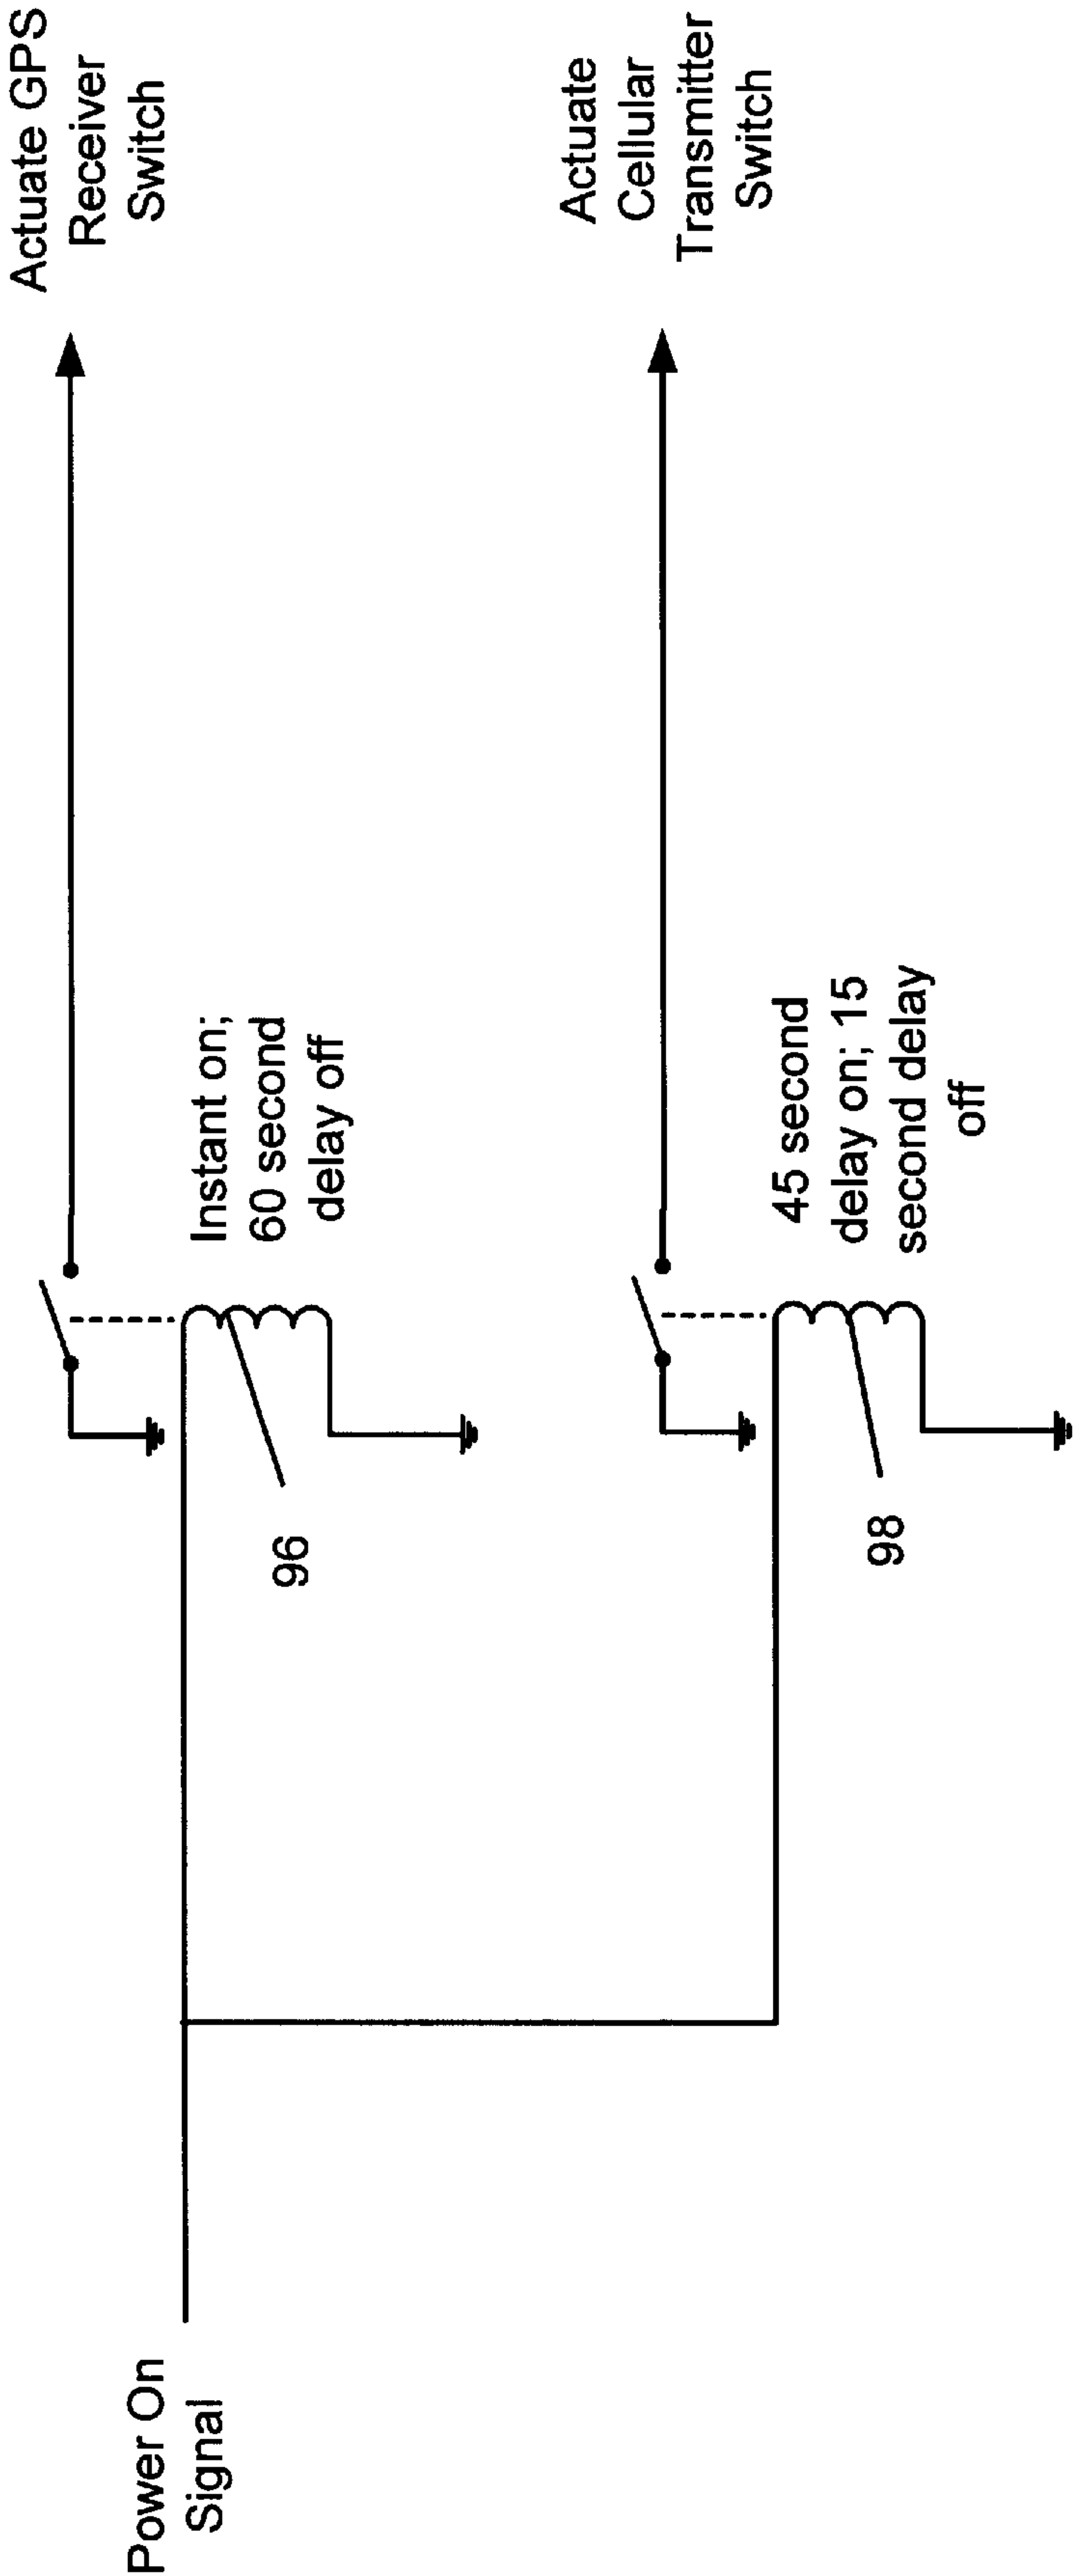 Power On
Signal
96
Instant on;
60 second
delay off
Actuate GPS
Receiver
Switch
98
45 second
delay on; 15
second delay
off
Actuate
Cellular
Transmitter
Switch